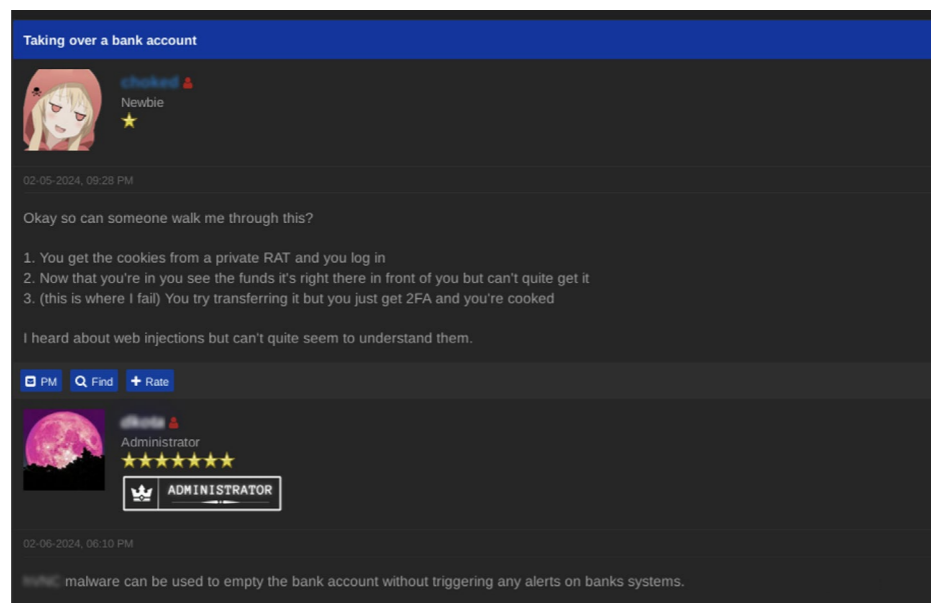 Taking over a bank account
Newbie
02-05-2024, 09:28 PM
Okay so can someone walk me through this?
1. You get the cookies from a private RAT and you log in
2. Now that you're in you see the funds it's right there in front of you but can't quite get it
3. (this is where I fail) You try transferring it but you just get 2FA and you're cooked
I heard about web injections but can't quite seem to understand them.
PM Find Rate
Administrator
ADMINISTRATOR
02-06-2024, 06:10 PM
malware can be used to empty the bank account without triggering any alerts on banks systems.